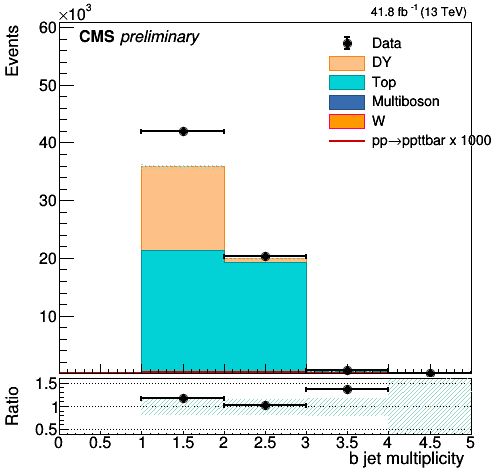 ×10³
41.8 fb⁻¹ (13 TeV)
CMS preliminary
Events
60
50
40
30
20
10
Data
DY
Top
Multiboson
W
pp→ppttbar x 1000
Ratio
1.5
1
0.5
0 0.5 1 1.5 2 2.5 3 3.5 4 4.5 5
b jet multiplicity